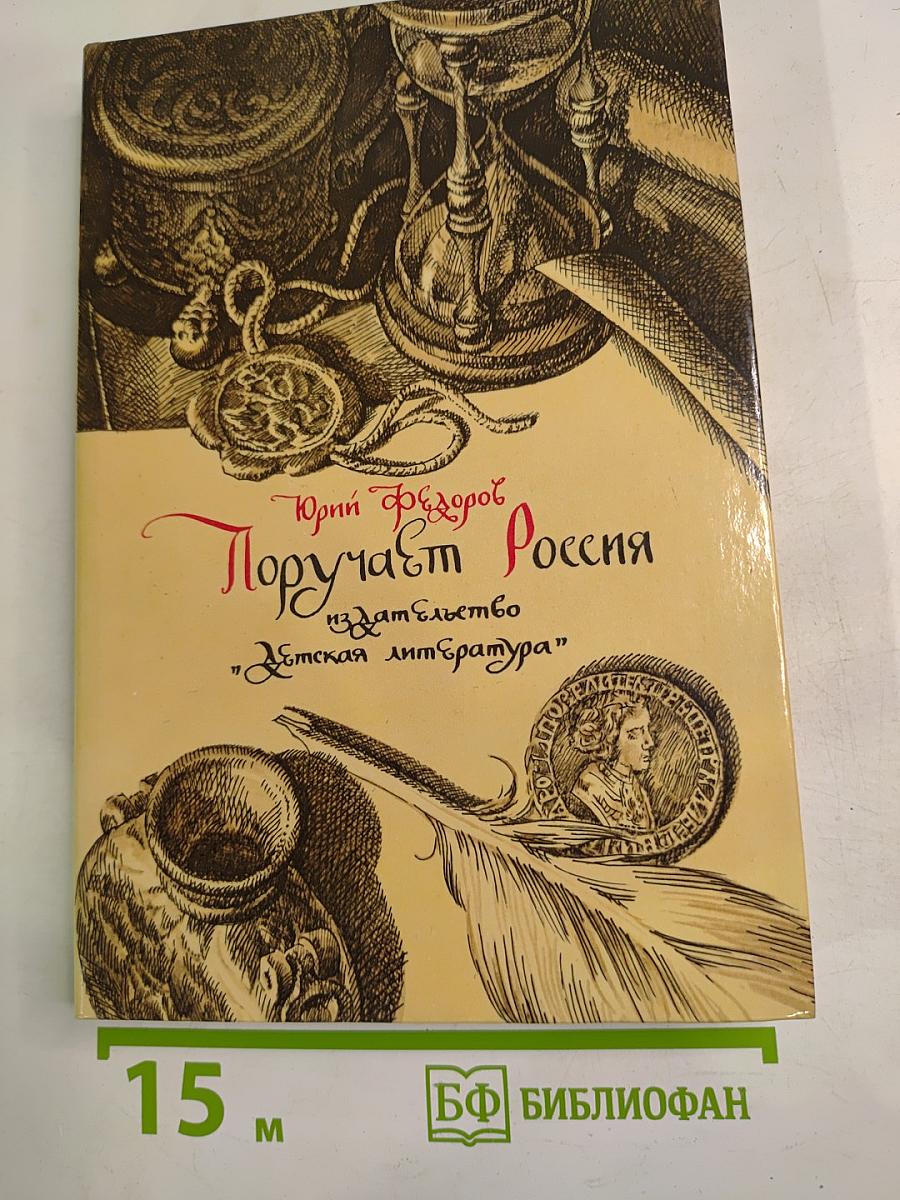 Юрий Федоров
Поручает Россия
издательство
„Детская литература”
15 м
БФ БИБЛИОФАН